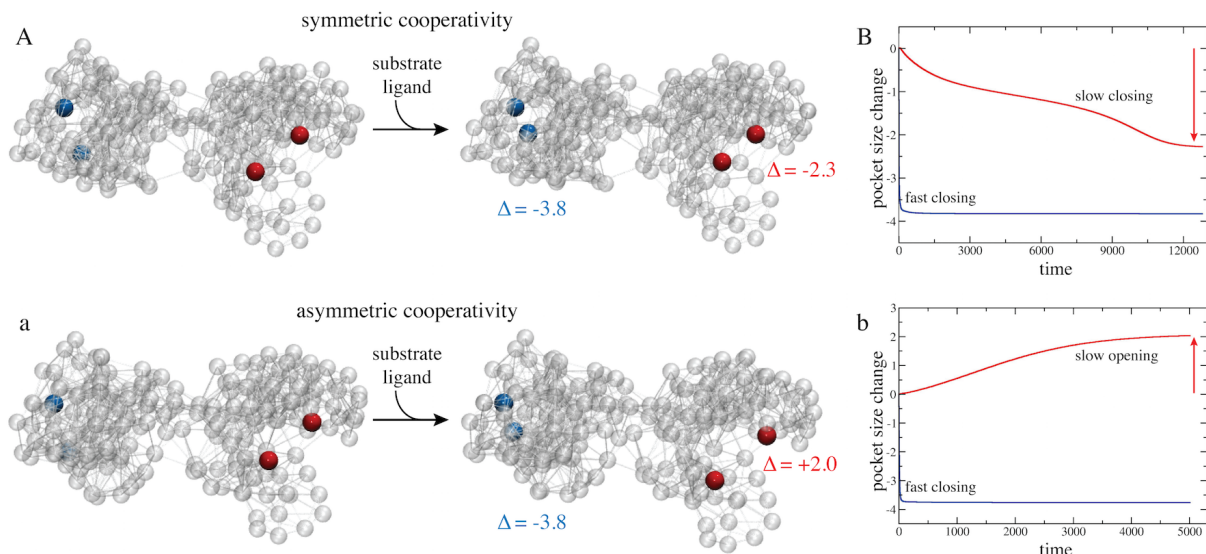 symmetric cooperativity
A
substrate
ligand
Δ = -2.3
Δ = -3.8
B
0
-1
-2
-3
-4
pocket size change
slow closing
fast closing
0
3000
6000
9000
12000
time
asymmetric cooperativity
a
substrate
ligand
Δ = +2.0
Δ = -3.8
b
3
2
1
0
-1
-2
-3
-4
pocket size change
slow opening
fast closing
0
1000
2000
3000
4000
5000
time